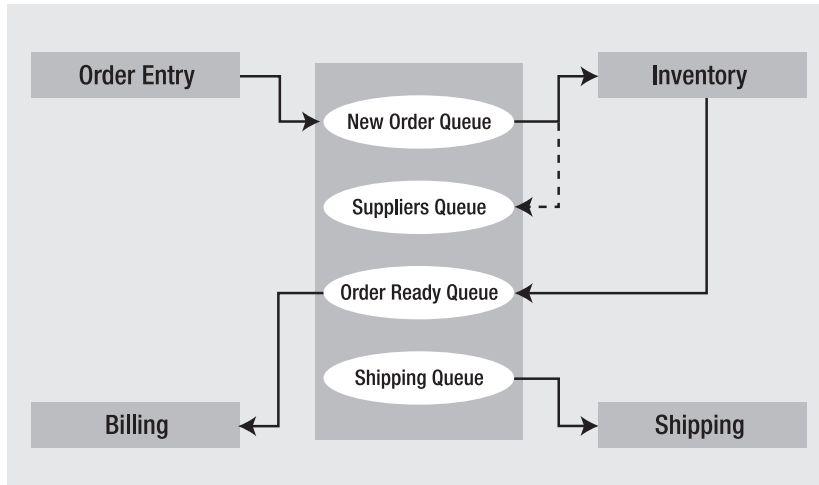 Order Entry
Inventory
New Order Queue
Suppliers Queue
Order Ready Queue
Shipping Queue
Billing
Shipping